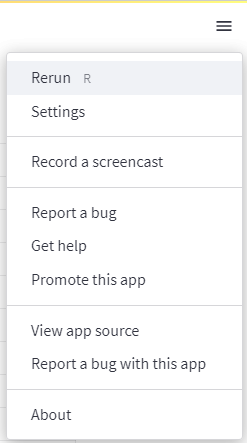 Rerun R
Settings
Record a screencast
Report a bug
Get help
Promote this app
View app source
Report a bug with this app
About